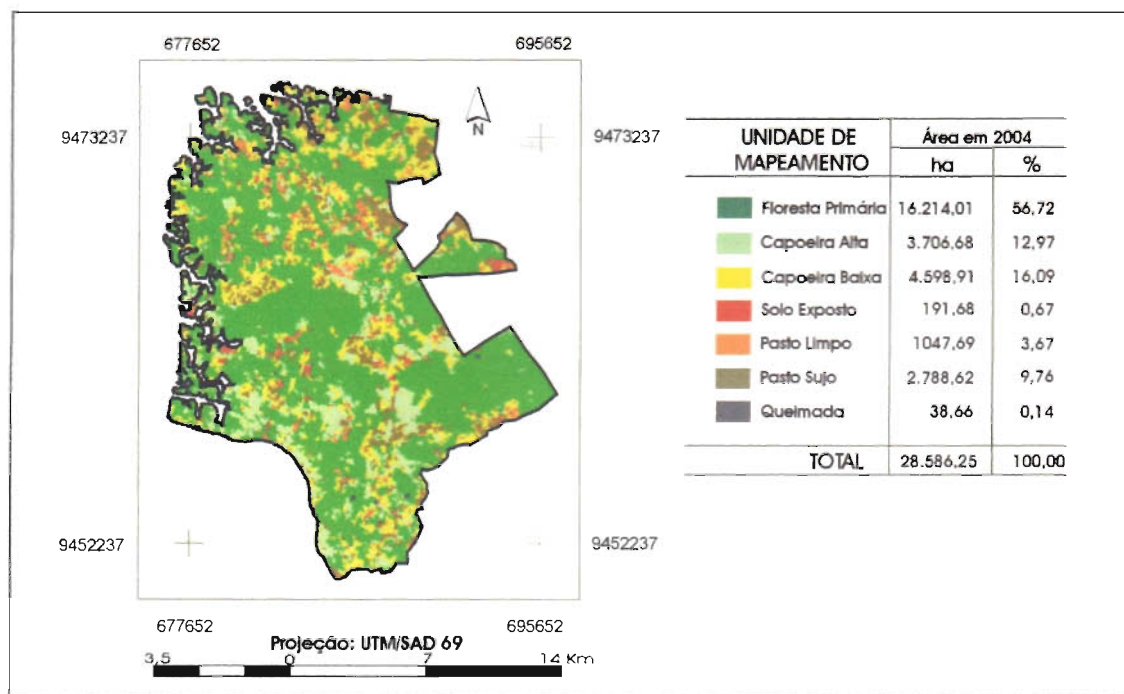 677652 695652
9473237 9473237
N
9452237 9452237
677652 695652
Projeção: UTM/SAD 69
3,5 0 7 14 Km
UNIDADE DE MAPEAMENTO Área em 2004
ha %
Floresta Primária 16.214,01 56,72
Capoeira Alta 3.706,68 12,97
Capoeira Baixa 4.598,91 16,09
Solo Exposto 191,68 0,67
Pasto Limpo 1047,69 3,67
Pasto Sujo 2.788,62 9,76
Queimada 38,66 0,14
TOTAL 28.586,25 100,00